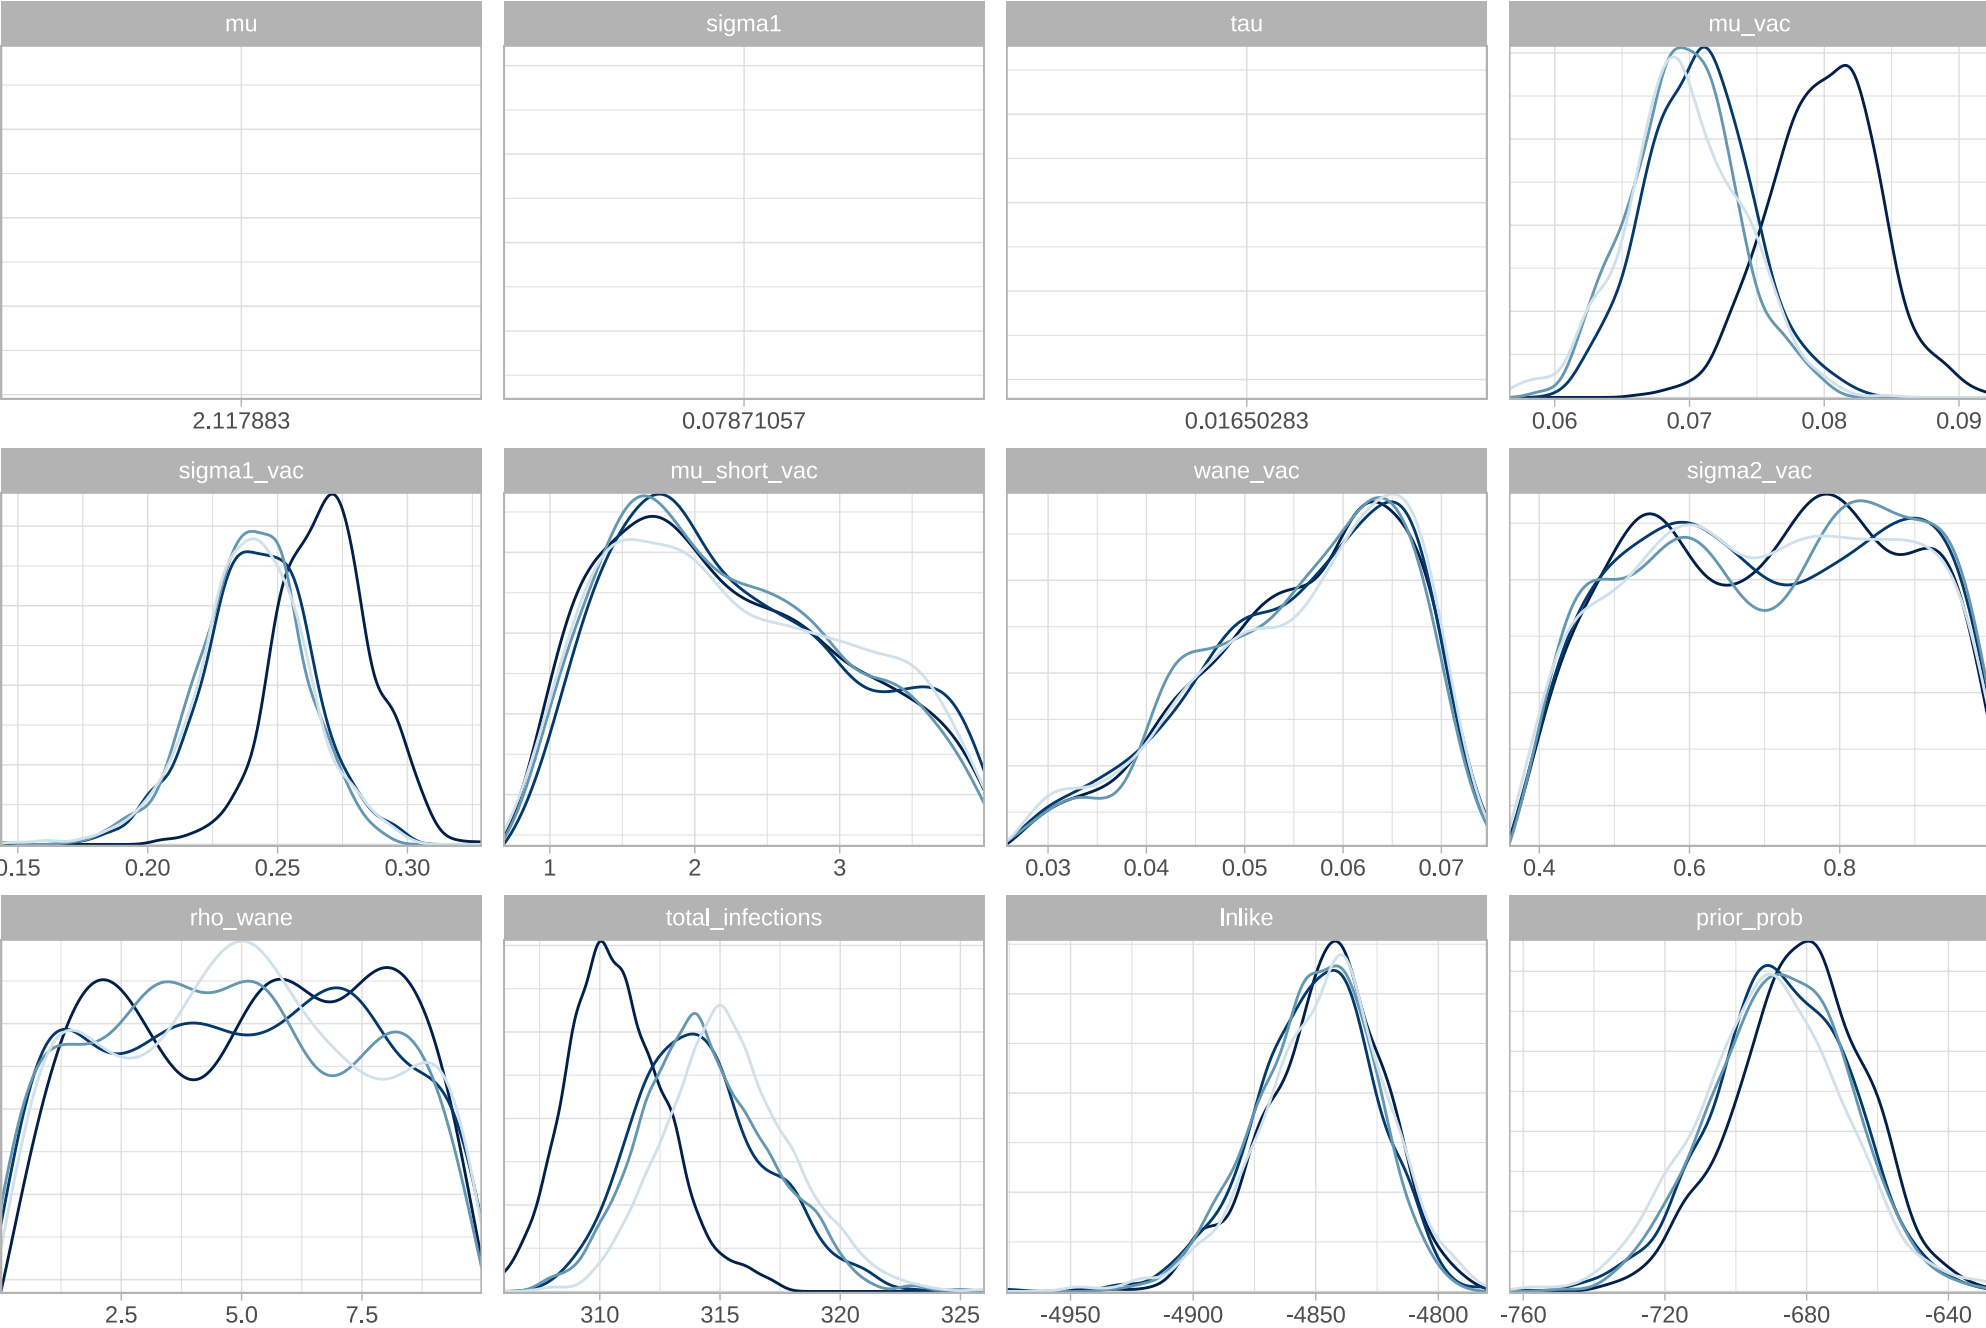 mu sigma1 tau mu_vac
2.117883 0.07871057 0.01650283 0.06 0.07 0.08 0.09
sigma1_vac mu_short_vac wane_vac sigma2_vac
0.15 0.20 0.25 0.30 1 2 3 0.03 0.04 0.05 0.06 0.07 0.4 0.6 0.8
rho_wane total_infections lnlike prior_prob
2.5 5.0 7.5 310 315 320 325 -4950 -4900 -4850 -4800 -760 -720 -680 -640